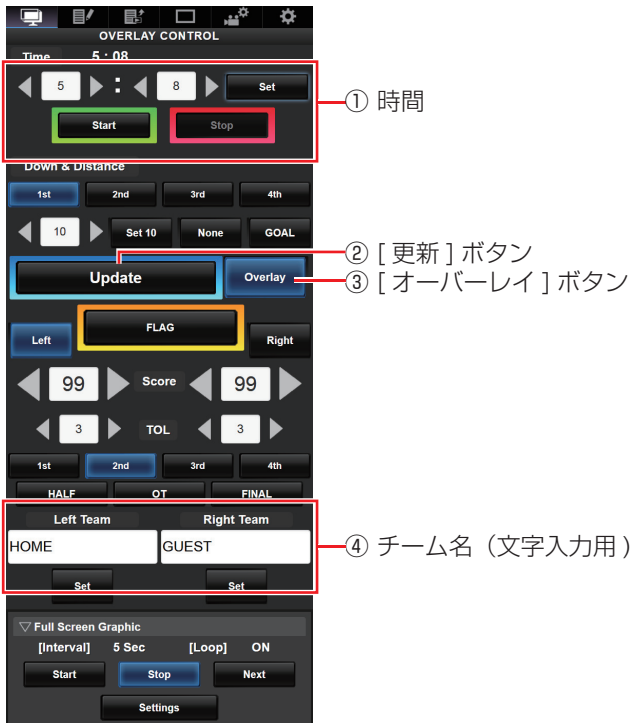 OVERLAY CONTROL
Time 5 : 08
5 : 8 Set
Start Stop
① 時間
Down & Distance
1st 2nd 3rd 4th
10 Set 10 None GOAL
② [ 更新 ] ボタン
Update Overlay
③ [ オーバーレイ ] ボタン
FLAG
Left Right
99 Score 99
3 TOL 3
1st 2nd 3rd 4th
HALF OT FINAL
Left Team Right Team
HOME GUEST
④ チーム名（文字入力用 )
Set Set
▽ Full Screen Graphic
[Interval] 5 Sec [Loop] ON
Start Stop Next
Settings